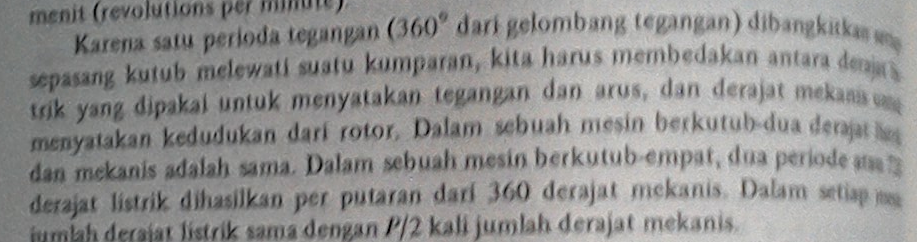 menit (revolutions per minute).
Karena satu perioda tegangan (360° dari gelombang tegangan) dibangkitkan
sepasang kutub melewati suatu kumparan, kita harus membedakan antara derajat
trik yang dipakai untuk menyatakan tegangan dan arus, dan derajat mekanis
menyatakan kedudukan dari rotor. Dalam sebuah mesin berkutub-dua derajat
dan mekanis adalah sama. Dalam sebuah mesin berkutub-empat, dua periode
derajat listrik dihasilkan per putaran dari 360 derajat mekanis. Dalam setiap
jumlah derajat listrik sama dengan P/2 kali jumlah derajat mekanis.